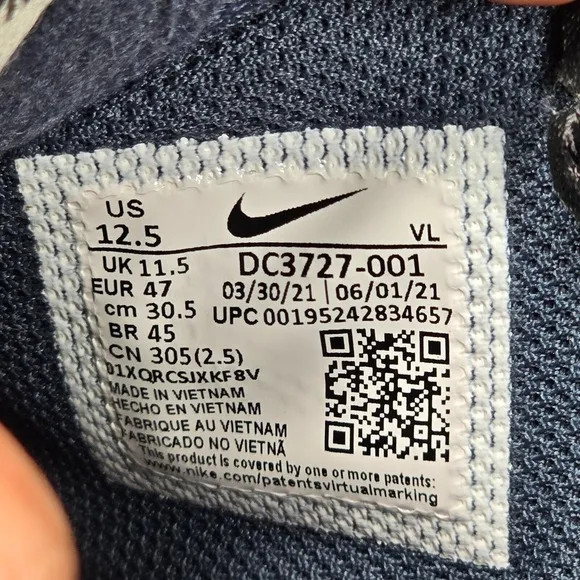 US
12.5
VL
UK 11.5
DC3727-001
EUR 47
03/30/21 | 06/01/21
cm 30.5
UPC 00195242834657
BR 45
CN 305(2.5)
01XQRCSJXKF8V
MADE IN VIETNAM
HECHO EN VIETNAM
FABRIQUE AU VIETNAM
FABRICADO NO VIETNÃ
This product is covered by one or more patents:
www.nike.com/patentsvirtualmarking